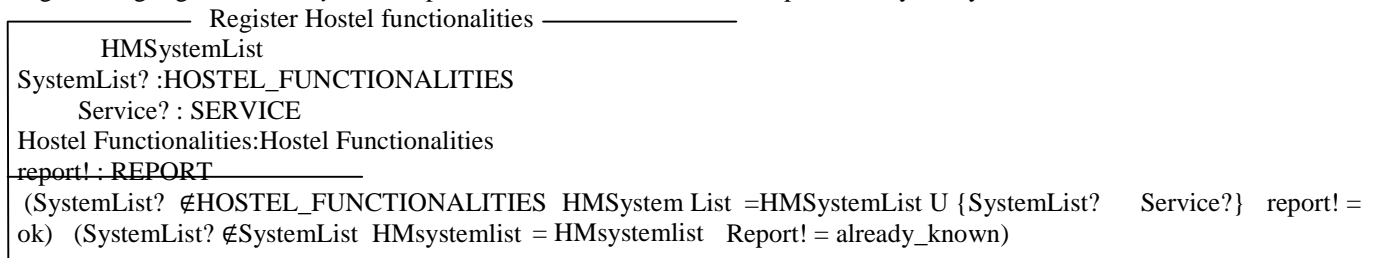 Register Hostel functionalities
HMSystemList
SystemList? :HOSTEL_FUNCTIONALITIES
Service? : SERVICE
Hostel Functionalities:Hostel Functionalities
report! : REPORT
(SystemList? ∉HOSTEL_FUNCTIONALITIES HMSystem List =HMSystemList U {SystemList? Service?} report! =
ok) (SystemList? ∉SystemList HMsystemlist = HMsystemlist Report! = already_known)